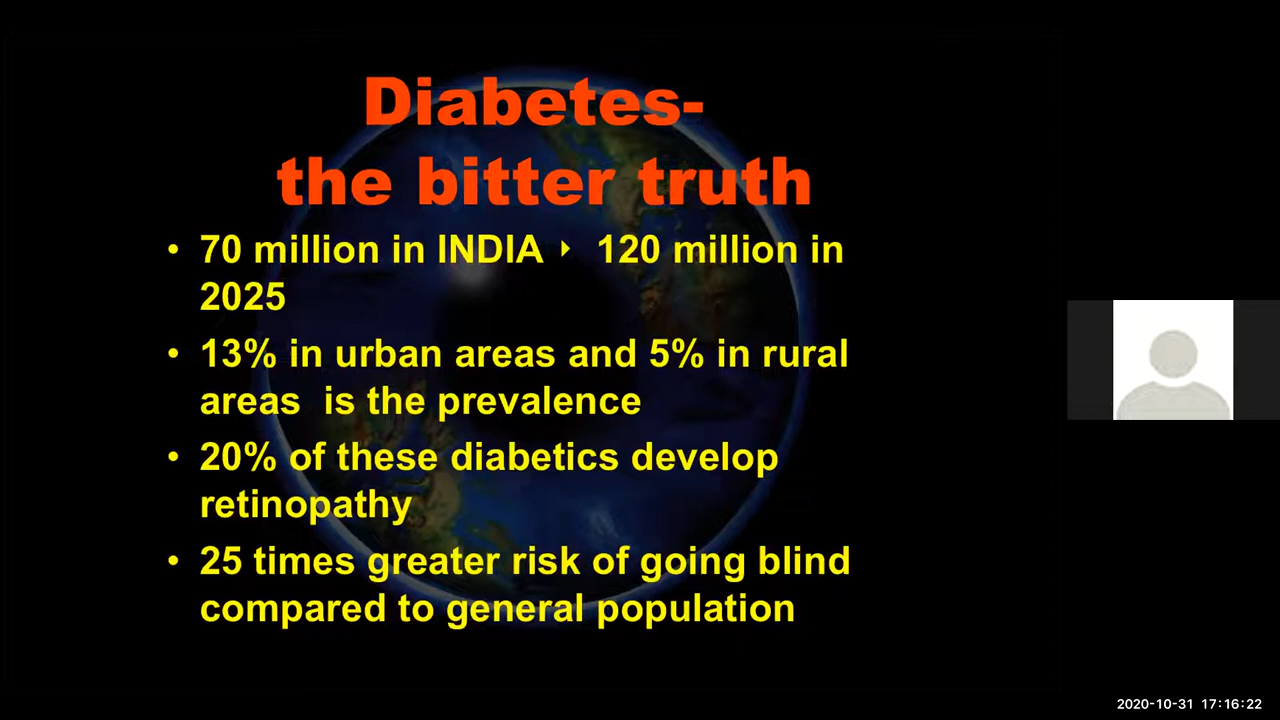 Diabetes-
the bitter truth
• 70 million in INDIA ‣ 120 million in
2025
• 13% in urban areas and 5% in rural
areas is the prevalence
• 20% of these diabetics develop
retinopathy
• 25 times greater risk of going blind
compared to general population
2020-10-31 17:16:22